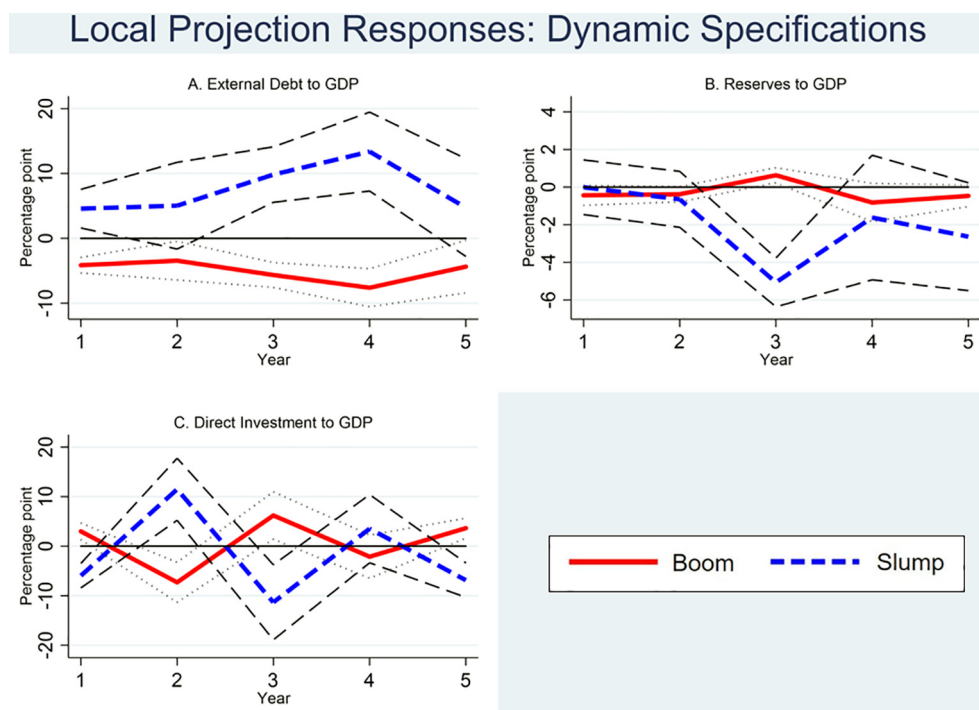 Local Projection Responses: Dynamic Specifications
A. External Debt to GDP
Percentage point
20
10
0
-10
1 2 3 4 5
Year
B. Reserves to GDP
Percentage point
4
2
0
-2
-4
-6
1 2 3 4 5
Year
C. Direct Investment to GDP
Percentage point
20
10
0
-10
-20
1 2 3 4 5
Year
Boom Slump